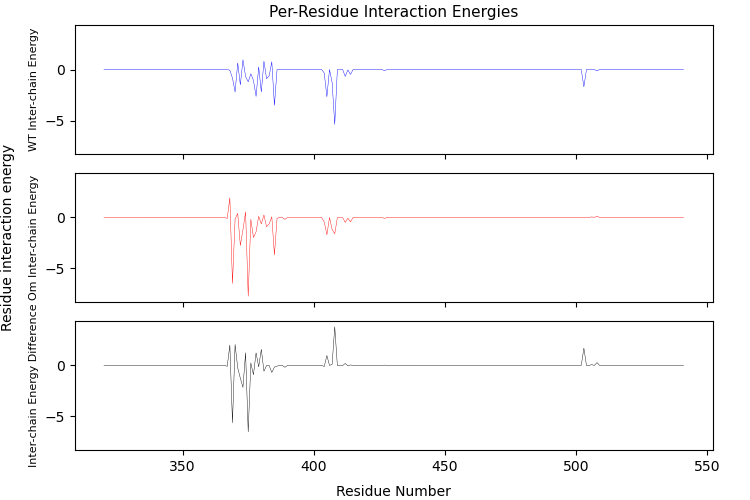 Per-Residue Interaction Energies
Residue interaction energy
WT Inter-chain Energy
0
−5
Om Inter-chain Energy
0
−5
Inter-chain Energy Difference
0
−5
350
400
450
500
550
Residue Number